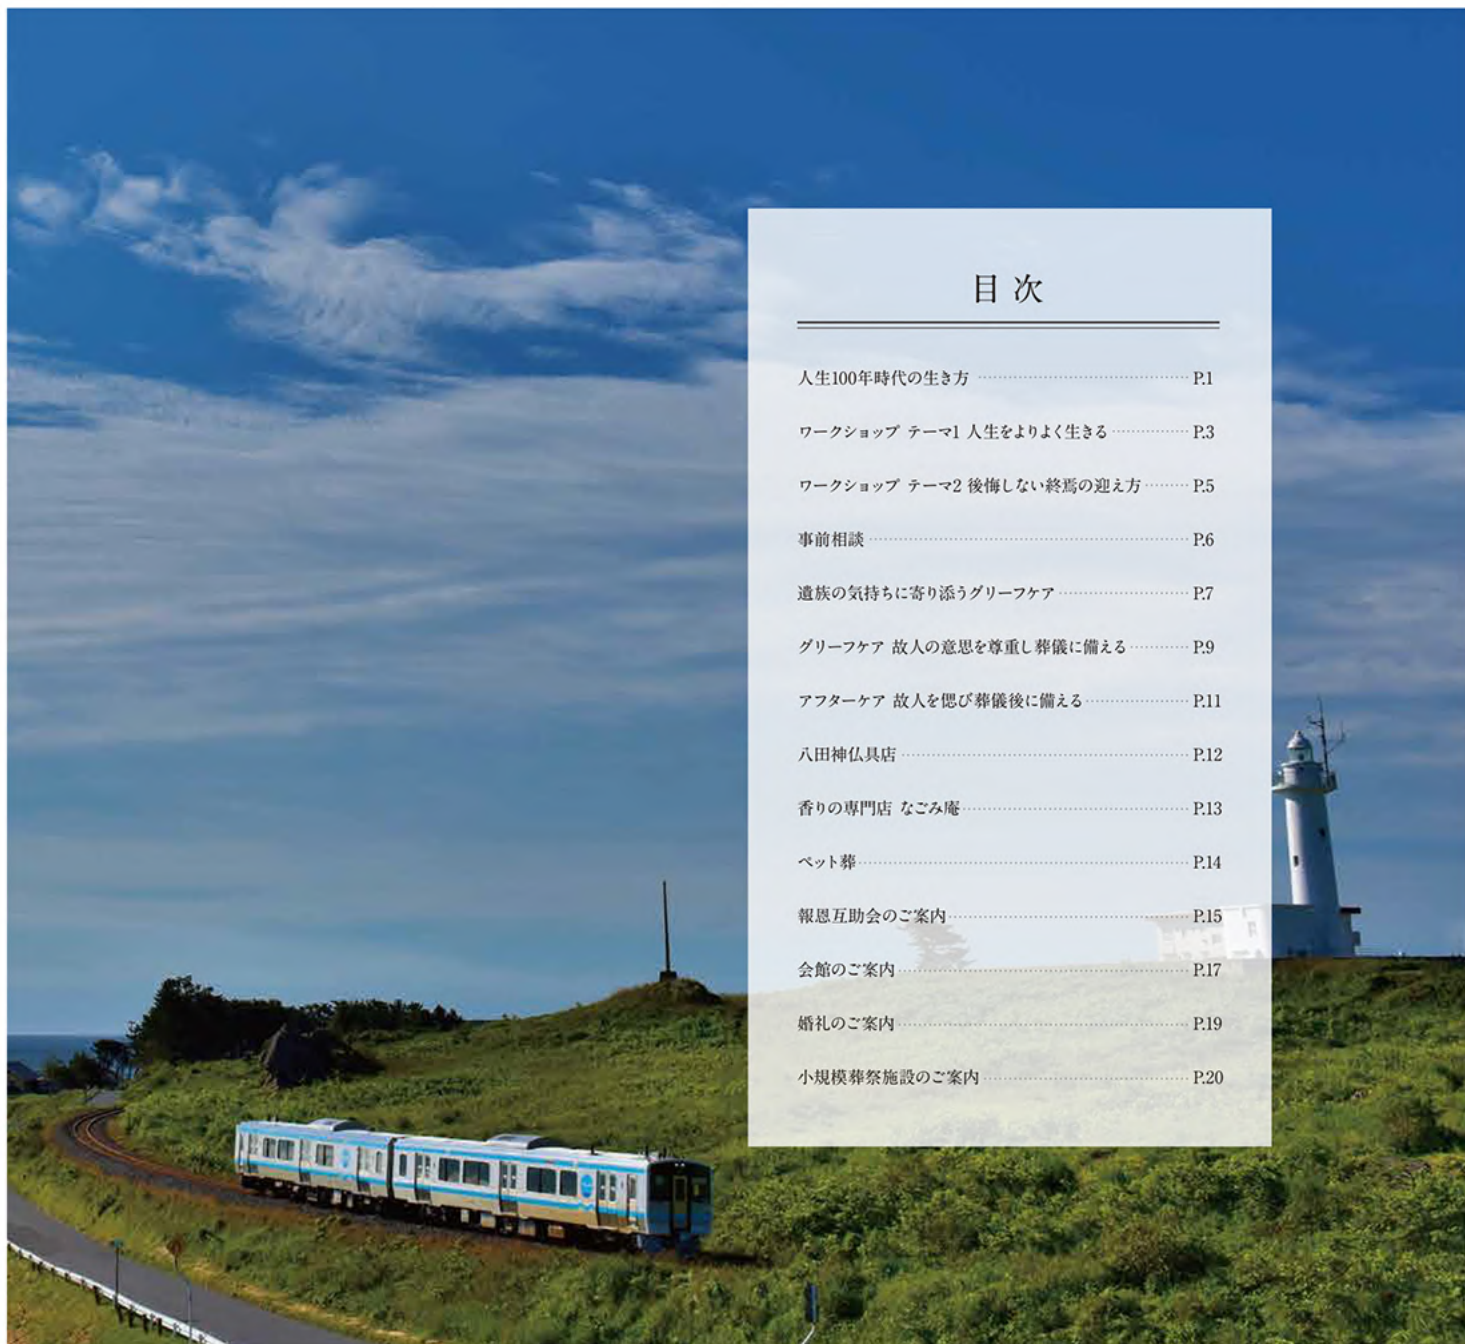 目次
人生100年時代の生き方 P.1
ワークショップ テーマ1 人生をよりよく生きる P.3
ワークショップ テーマ2 後悔しない終焉の迎え方 P.5
事前相談 P.6
遺族の気持ちに寄り添うグリーフケア P.7
グリーフケア 故人の意思を尊重し葬儀に備える P.9
アフターケア 故人を偲び葬儀後に備える P.11
八田神仏具店 P.12
香りの専門店 なごみ庵 P.13
ペット葬 P.14
報恩互助会のご案内 P.15
会館のご案内 P.17
婚礼のご案内 P.19
小規模葬祭施設のご案内 P.20